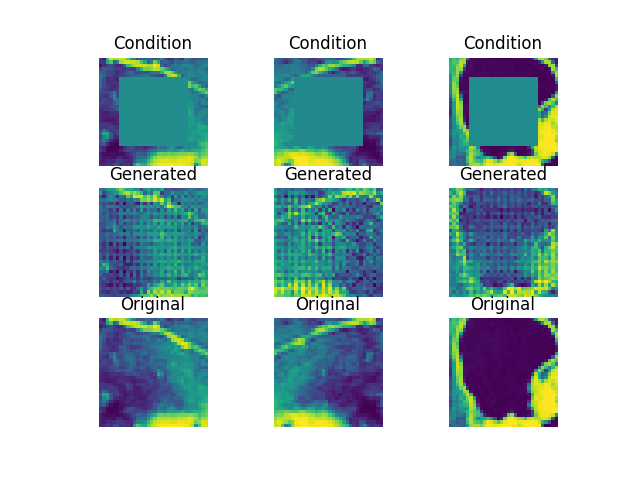 Condition Condition Condition
Generated Generated Generated
Original Original Original